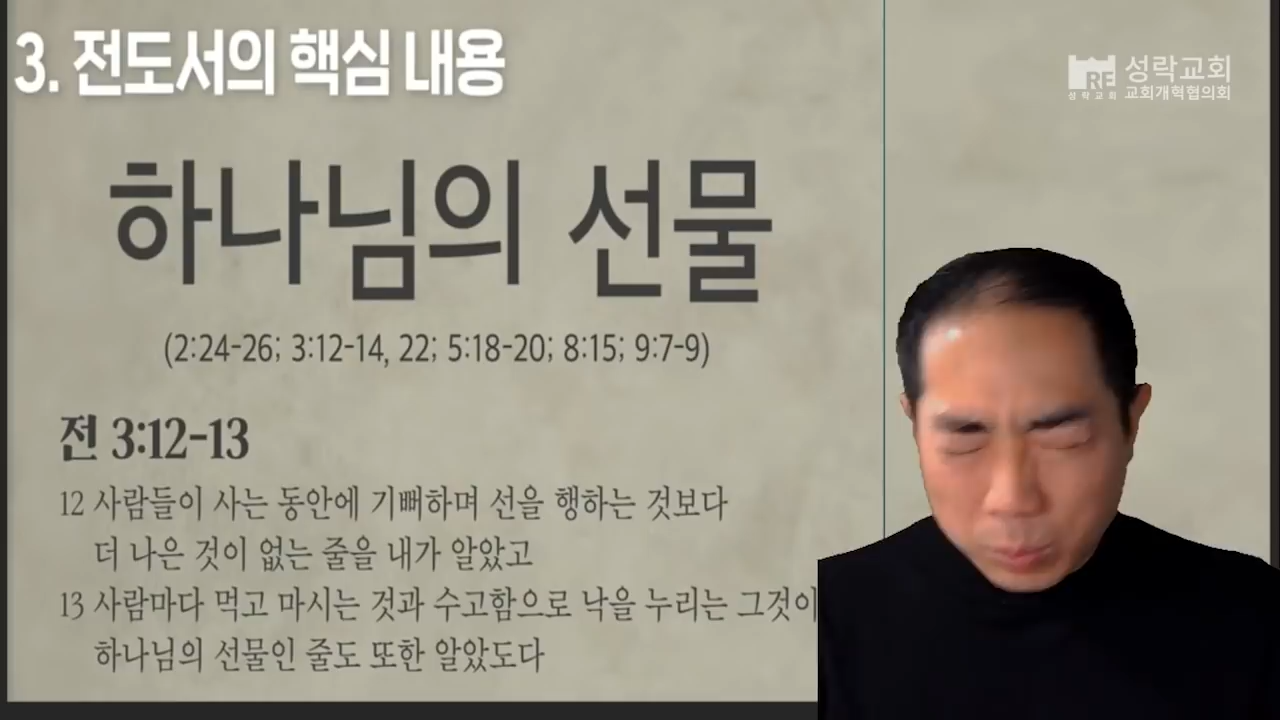 3. 전도서의 핵심 내용
RE
성락교회
성락교회
교회개혁협의회
하나님의 선물
(2:24-26; 3:12-14, 22; 5:18-20; 8:15; 9:7-9)
전 3:12-13
12 사람들이 사는 동안에 기뻐하며 선을 행하는 것보다
더 나은 것이 없는 줄을 내가 알았고
13 사람마다 먹고 마시는 것과 수고함으로 낙을 누리는 그것이
하나님의 선물인 줄도 또한 알았도다